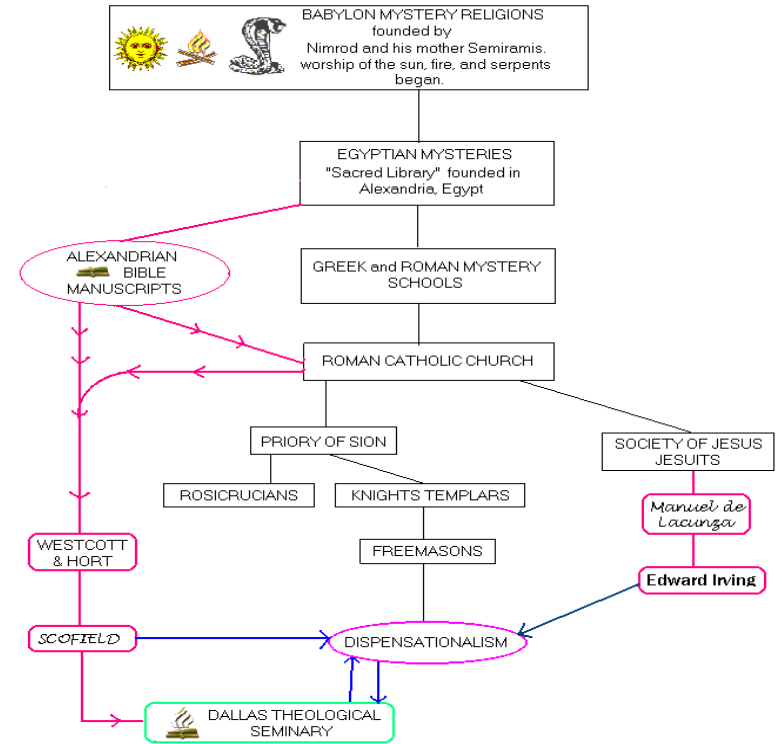 BABYLON MYSTERY RELIGIONS
founded by
Nimrod and his mother Semiramis.
worship of the sun, fire, and serpents
began.
EGYPTIAN MYSTERIES
"Sacred Library" founded in
Alexandria, Egypt
ALEXANDRIAN
BIBLE
MANUSCRIPTS
GREEK and ROMAN MYSTERY
SCHOOLS
ROMAN CATHOLIC CHURCH
PRIORY OF SION
SOCIETY OF JESUS
JESUITS
ROSICRUCIANS
KNIGHTS TEMPLARS
Manuel de
Lacunza
WESTCOTT
& HORT
FREEMASONS
Edward Irving
SCOFIELD
DISPENSATIONALISM
DALLAS THEOLOGICAL
SEMINARY